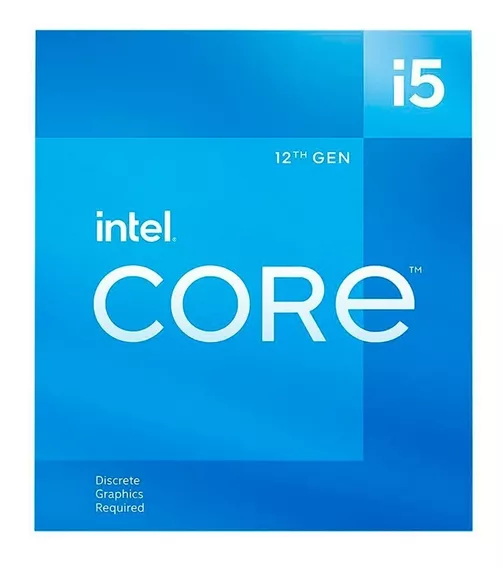 i5
12TH GEN
intel.
CORE™
Discrete
Graphics
Required